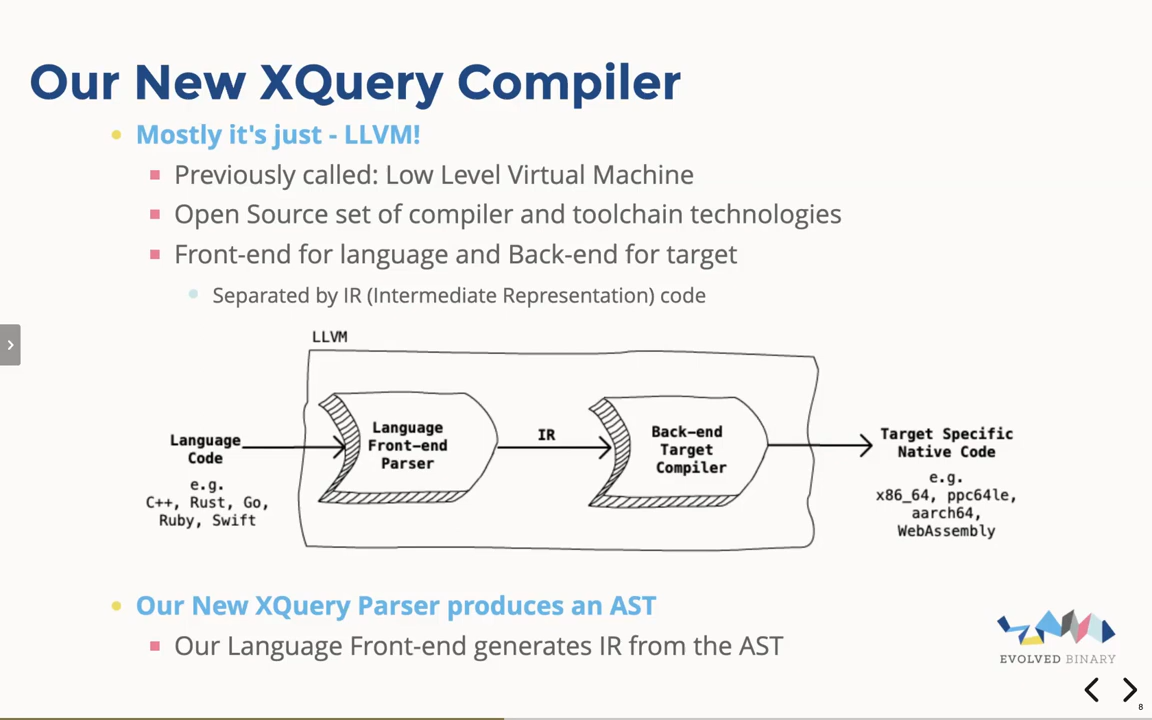 Our New XQuery Compiler
Mostly it's just - LLVM!
Previously called: Low Level Virtual Machine
Open Source set of compiler and toolchain technologies
Front-end for language and Back-end for target
Separated by IR (Intermediate Representation) code
LLVM
Language
Code
e.g.
C++, Rust, Go,
Ruby, Swift
Language
Front-end
Parser
IR
Back-end
Target
Compiler
Target Specific
Native Code
e.g.
x86_64, ppc64le,
aarch64,
WebAssembly
Our New XQuery Parser produces an AST
Our Language Front-end generates IR from the AST
EVOLVED BINARY
8